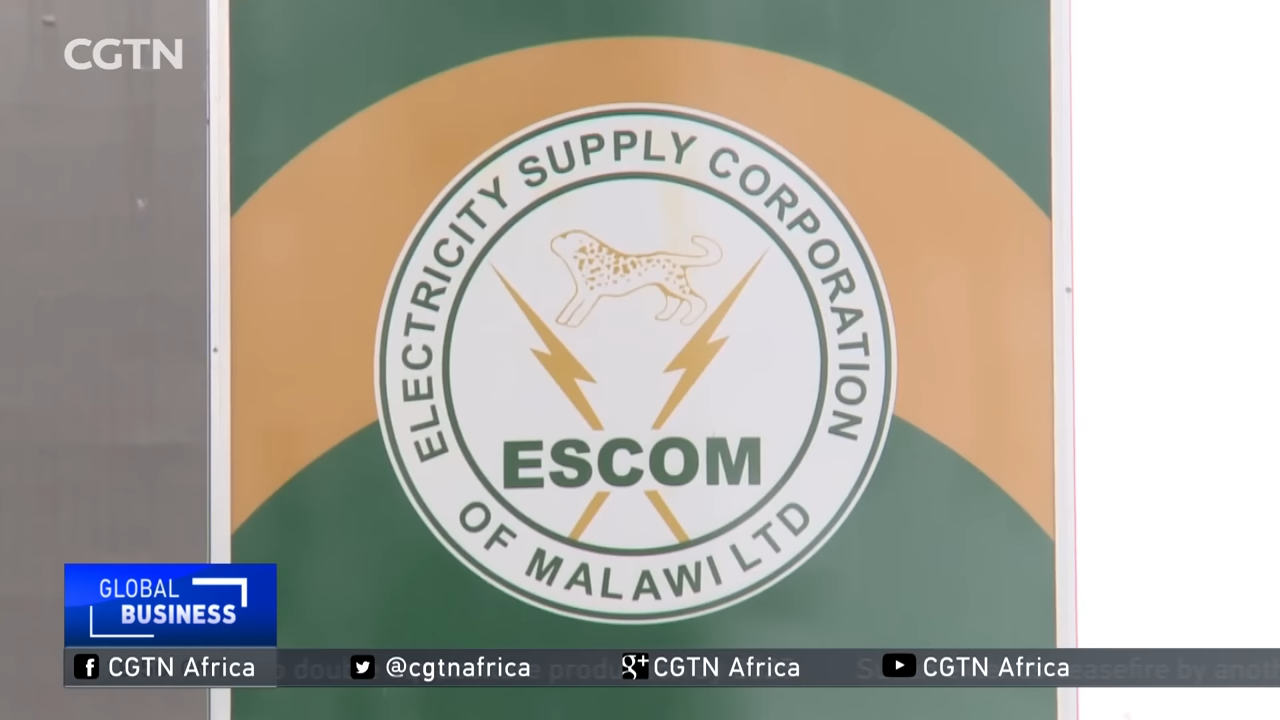 CGTN
ELECTRICITY SUPPLY CORPORATION
ESCOM
OF MALAWI LTD
GLOBAL
BUSINESS
CGTN Africa
@cgtnafrica
CGTN Africa
CGTN Africa